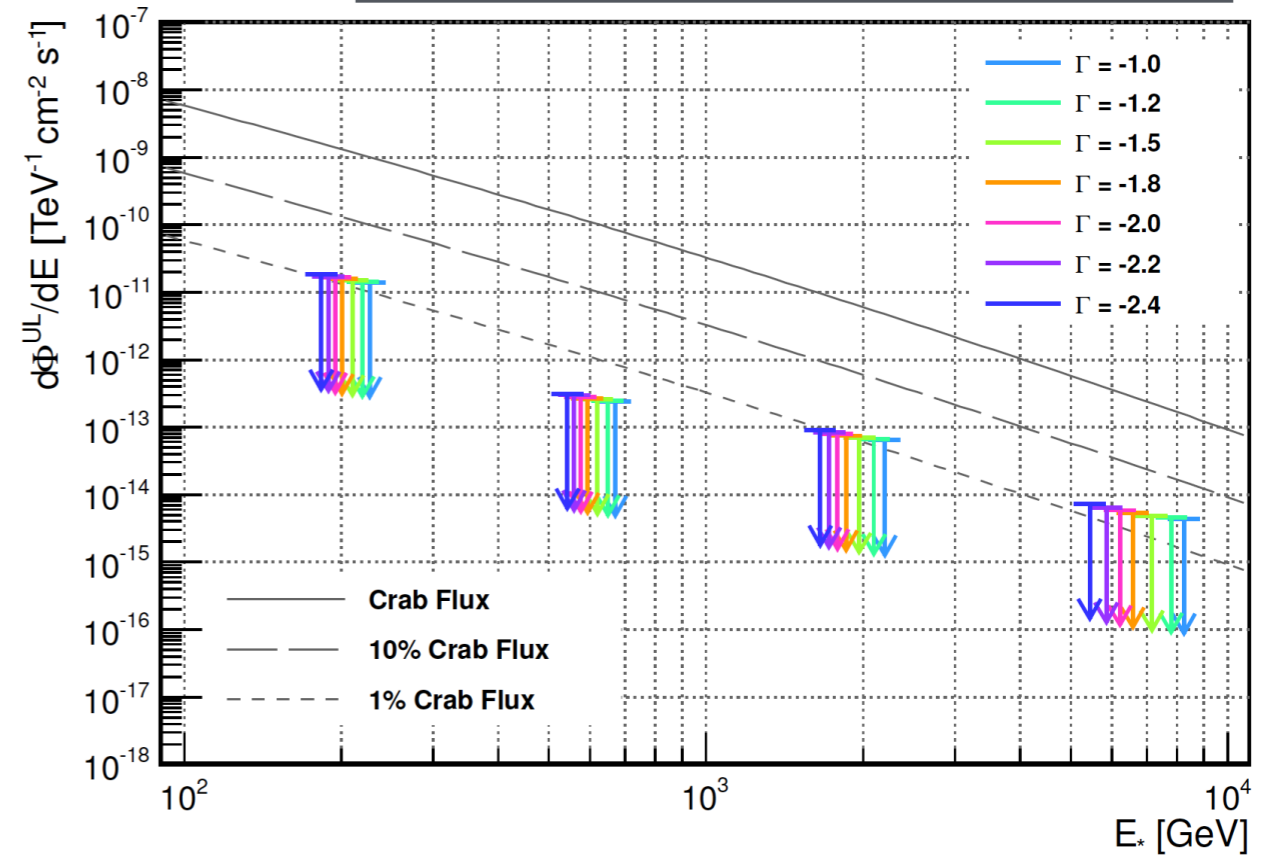 dΦ^UL/dE [TeV^-1 cm^-2 s^-1]
10^-7
10^-8
10^-9
10^-10
10^-11
10^-12
10^-13
10^-14
10^-15
10^-16
10^-17
10^-18
Γ = -1.0
Γ = -1.2
Γ = -1.5
Γ = -1.8
Γ = -2.0
Γ = -2.2
Γ = -2.4
Crab Flux
10% Crab Flux
1% Crab Flux
10^2 10^3 10^4
E_* [GeV]